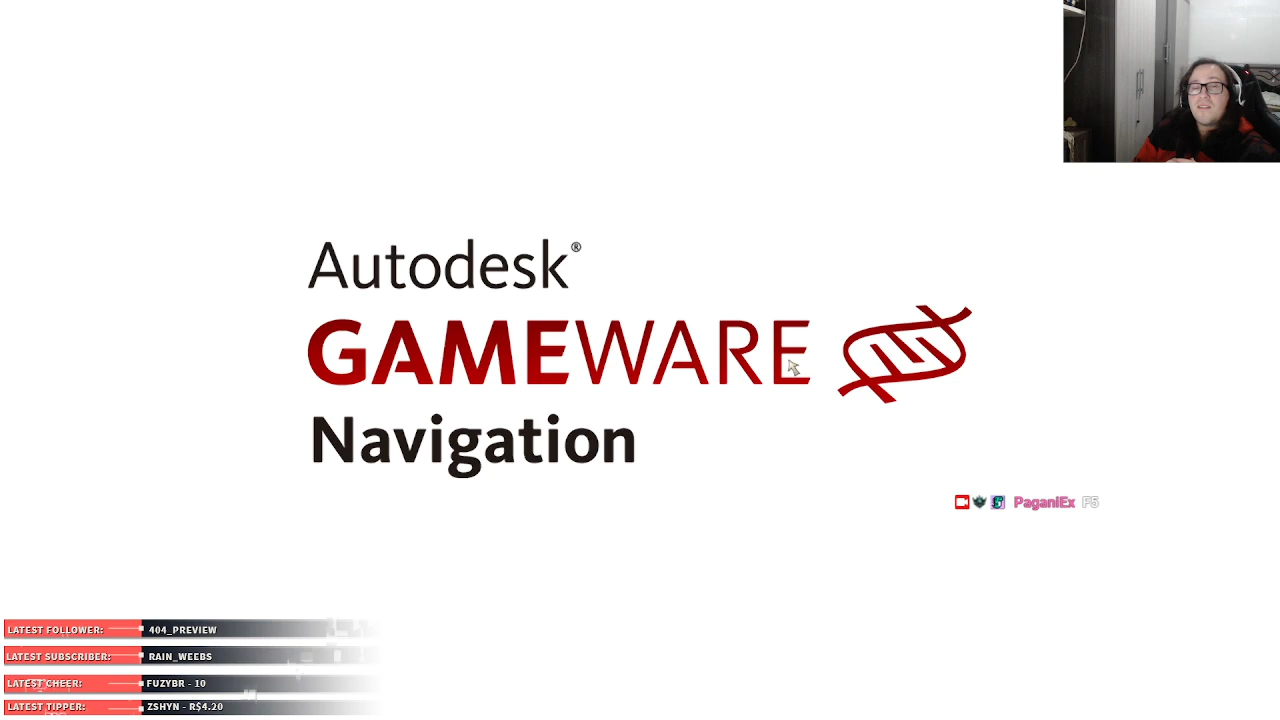 Autodesk®
GAMEWARE
Navigation
PaganiEx F5
LATEST FOLLOWER: 404_PREVIEW
LATEST SUBSCRIBER: RAIN_WEEBS
LATEST CHEER: FUZYBR - 10
LATEST TIPPER: ZSHYN - R$4.20